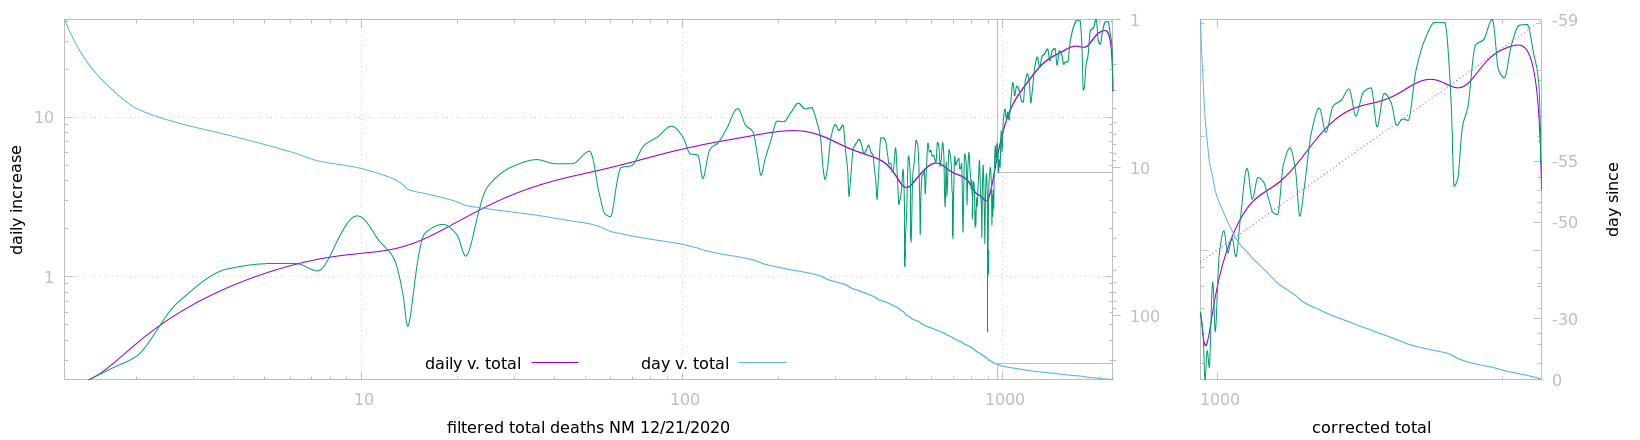 daily increase
10
1
10
100
1000
1
10
100
daily v. total
day v. total
filtered total deaths NM 12/21/2020
1000
-59
-55
-50
-30
0
day since
corrected total